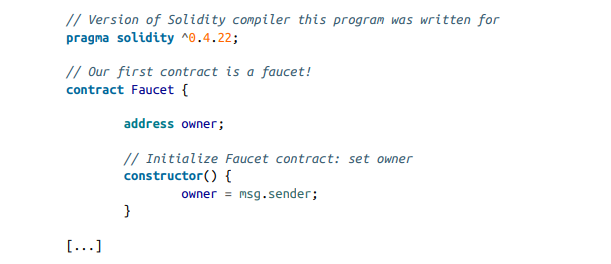 // Version of Solidity compiler this program was written for
pragma solidity ^0.4.22;
// Our first contract is a faucet!
contract Faucet {
address owner;
// Initialize Faucet contract: set owner
constructor() {
owner = msg.sender;
}
[...]